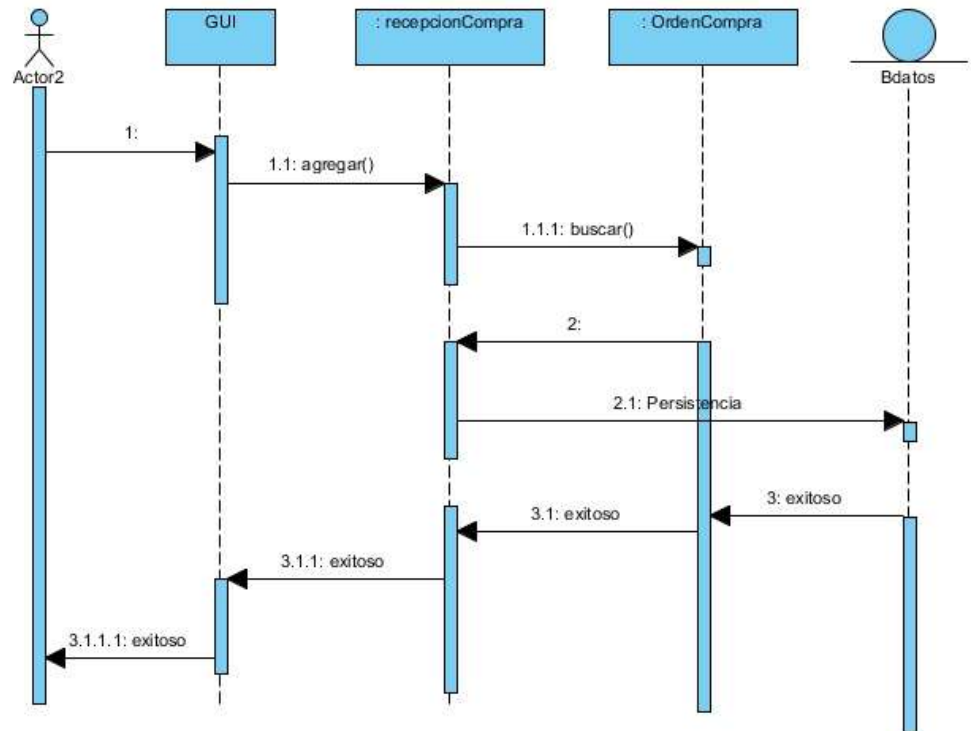 GUI
: recepcionCompra
: OrdenCompra
Actor2
Bdatos
1:
1.1: agregar()
1.1.1: buscar()
2:
2.1: Persistencia
3: exitoso
3.1: exitoso
3.1.1: exitoso
3.1.1.1: exitoso